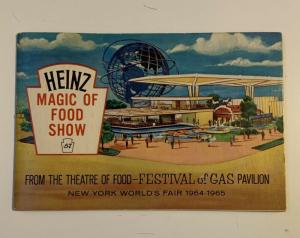 HEINZ
MAGIC OF
FOOD
SHOW
57
FROM THE THEATRE OF FOOD-FESTIVAL of GAS PAVILION
NEW YORK WORLD'S FAIR 1964-1965